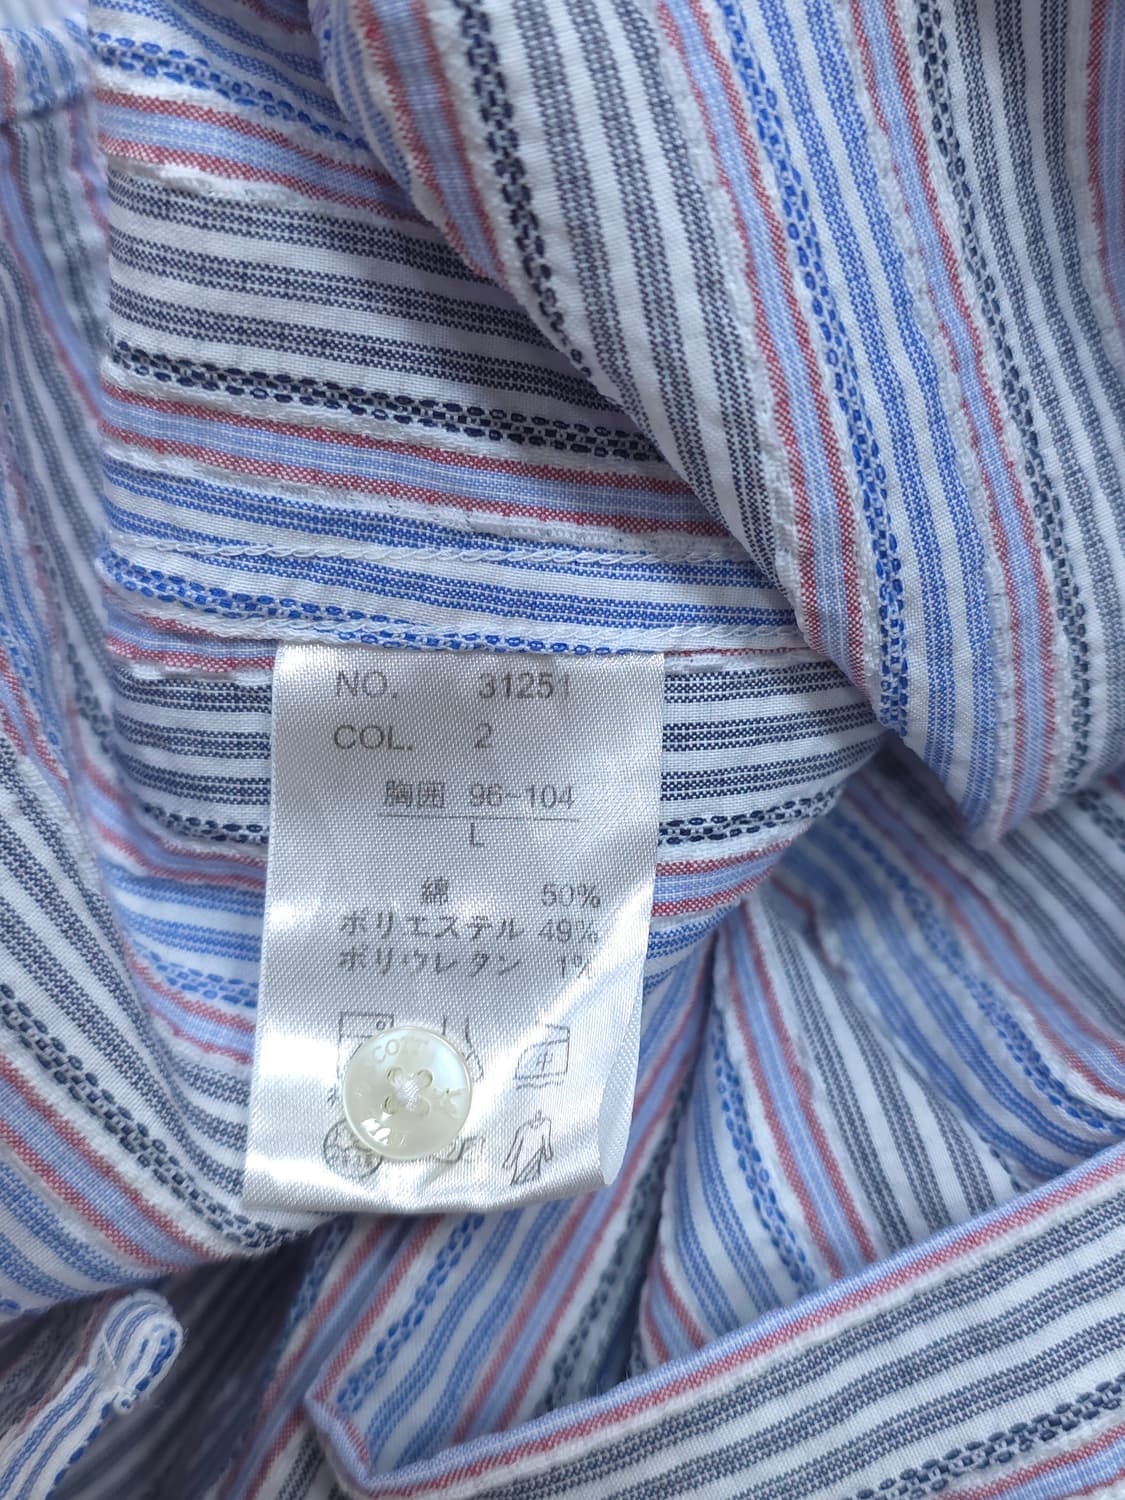 NO. 31251
COL. 2
胸囲 96-104
L
綿 50%
ポリエステル 49%
ポリウレタン 1%